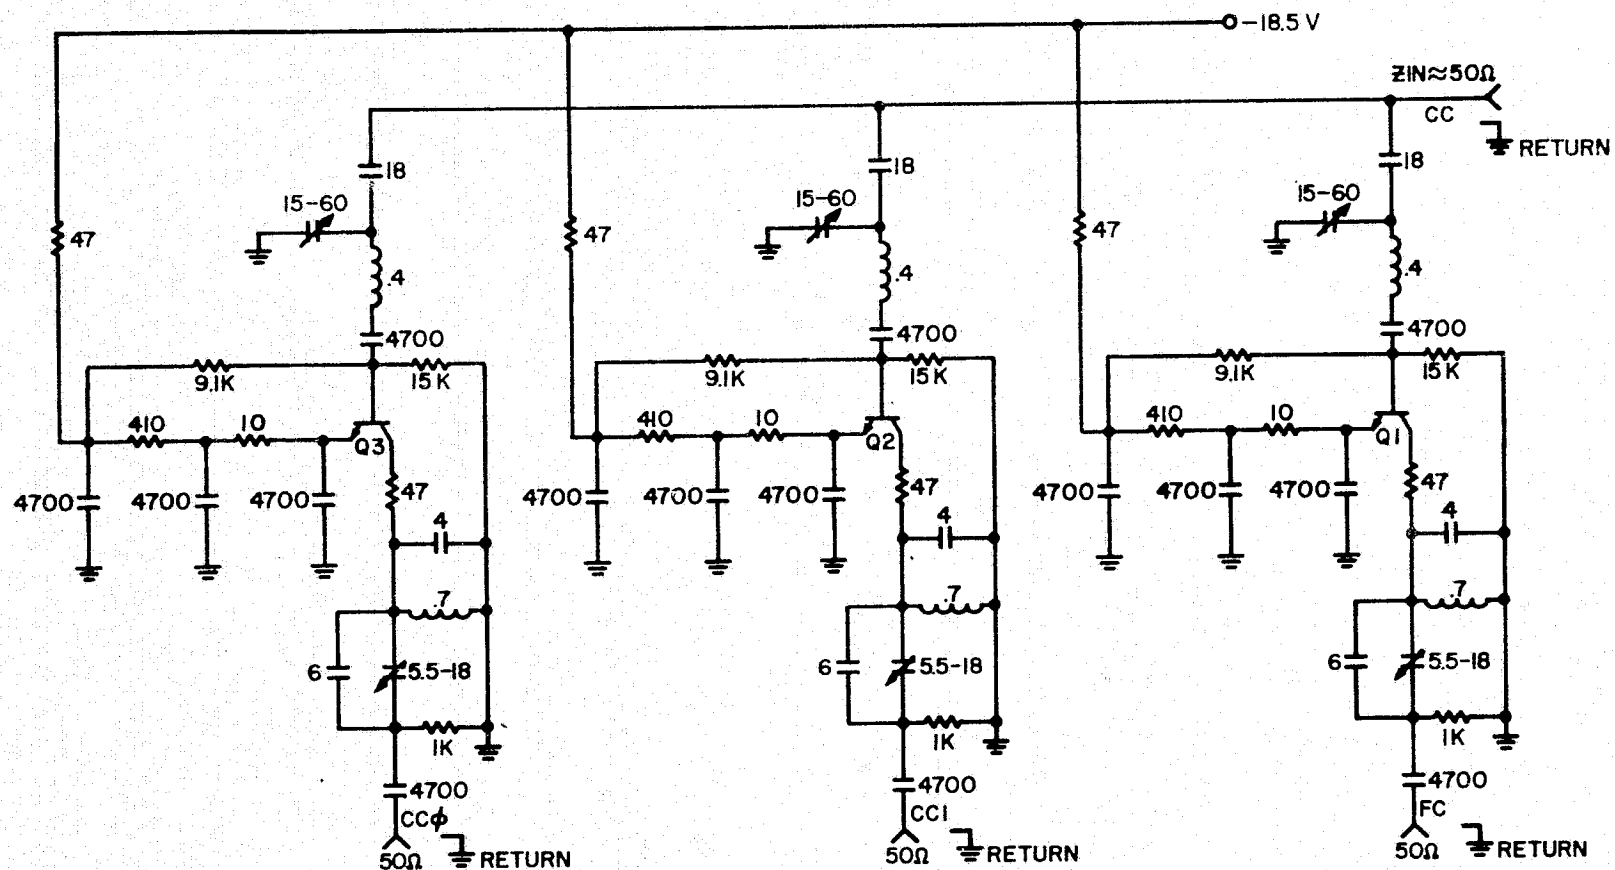 -18.5 V
ZIN≈50Ω
CC
RETURN
18
18
18
15-60
15-60
15-60
47
47
47
.4
.4
.4
4700
4700
4700
9.1K
15K
9.1K
15K
9.1K
15K
410
10
Q3
410
10
Q2
410
10
Q1
47
47
47
4700
4700
4700
4700
4700
4700
4700
4700
4700
4
4
4
.7
.7
.7
6
5.5-18
6
5.5-18
6
5.5-18
1K
1K
1K
4700
4700
4700
CCϕ
CC1
FC
50Ω
RETURN
50Ω
RETURN
50Ω
RETURN